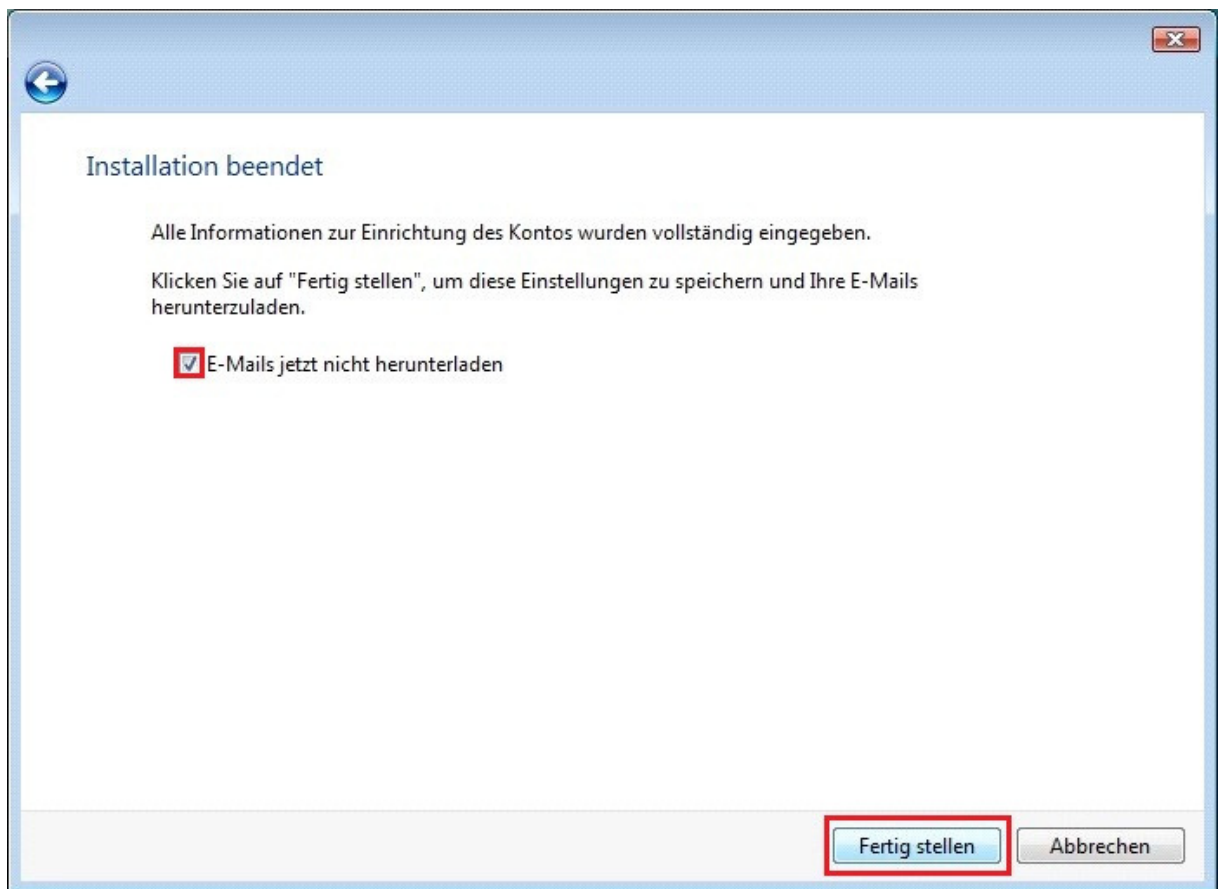 Installation beendet
Alle Informationen zur Einrichtung des Kontos wurden vollständig eingegeben.
Klicken Sie auf "Fertig stellen", um diese Einstellungen zu speichern und Ihre E-Mails
herunterzuladen.
E-Mails jetzt nicht herunterladen
Fertig stellen
Abbrechen